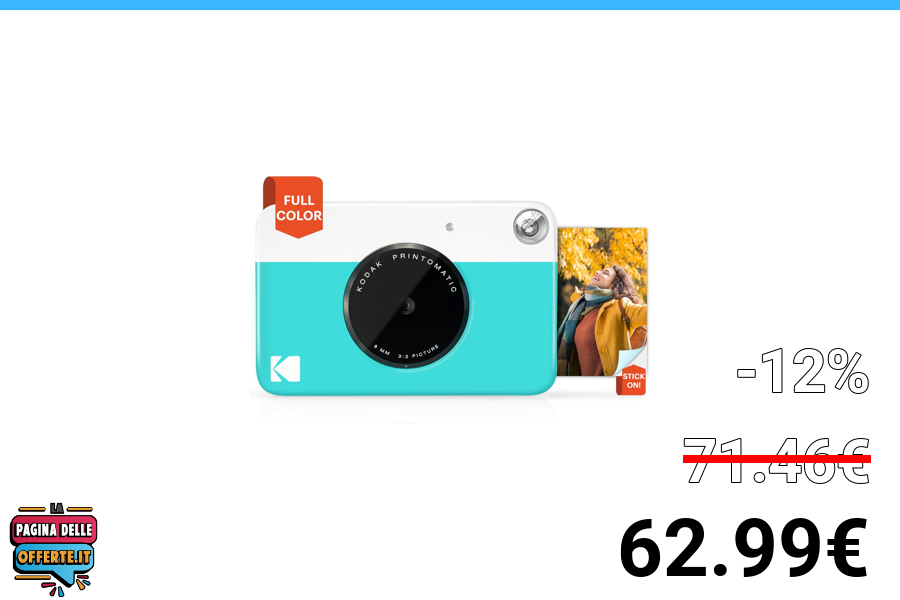 FULL
COLOR
KODAK PRINTOMATIC
8 MM 3:2 PICTURE
STICK
ON!
-12%
71.46€
62.99€
LA
PAGINA DELLE
OFFERTE.IT